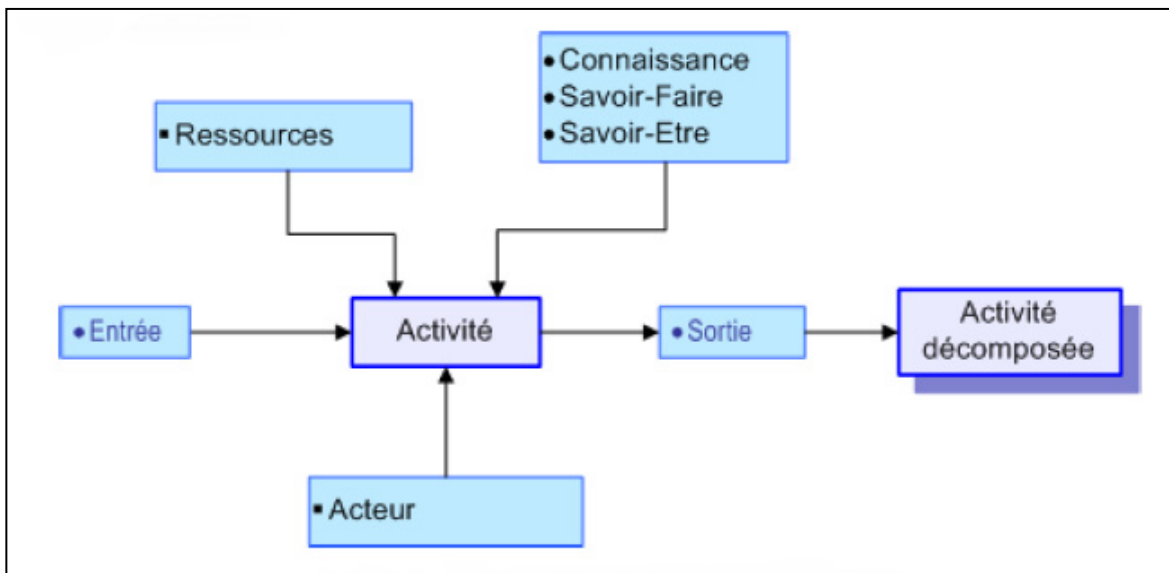 • Connaissance
• Savoir-Faire
• Savoir-Etre
▪ Ressources
• Entrée
Activité
• Sortie
Activité
décomposée
▪ Acteur